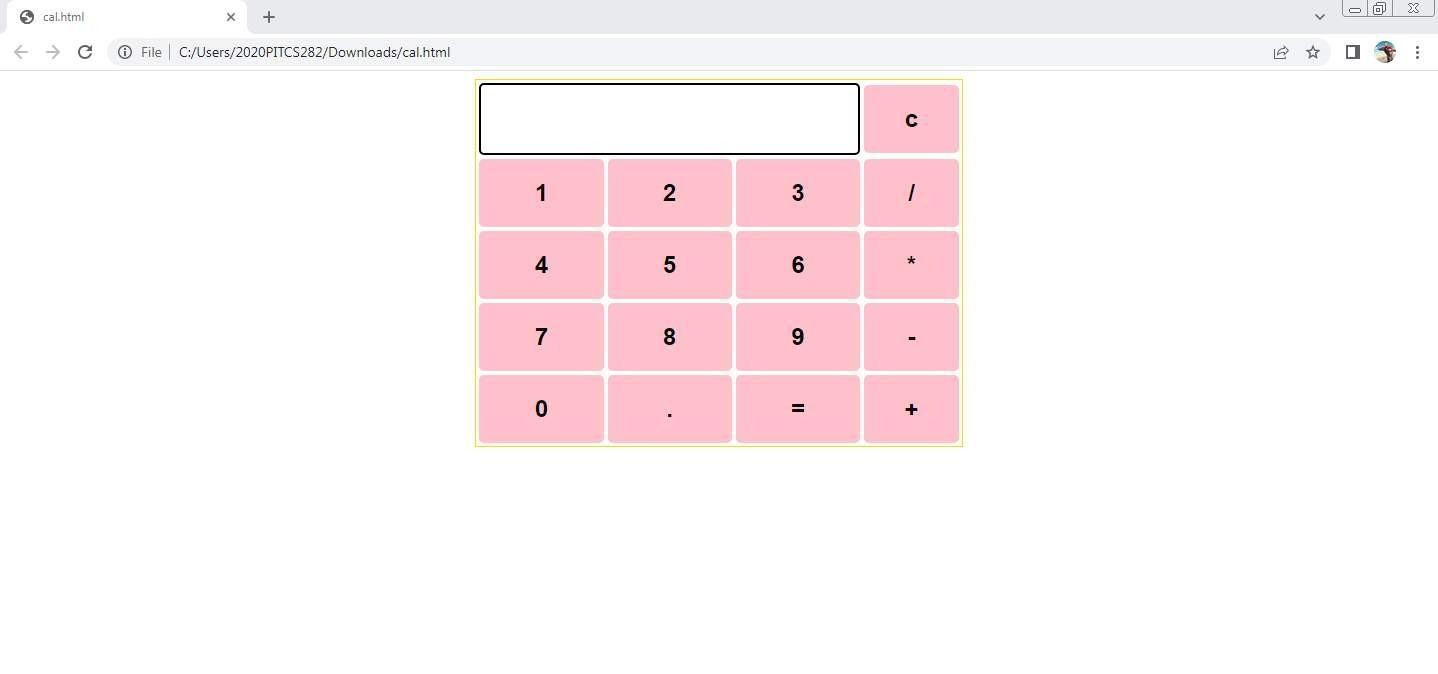 cal.html
File C:/Users/2020PITCS282/Downloads/cal.html
c
1 2 3 /
4 5 6 *
7 8 9 -
0 . = +